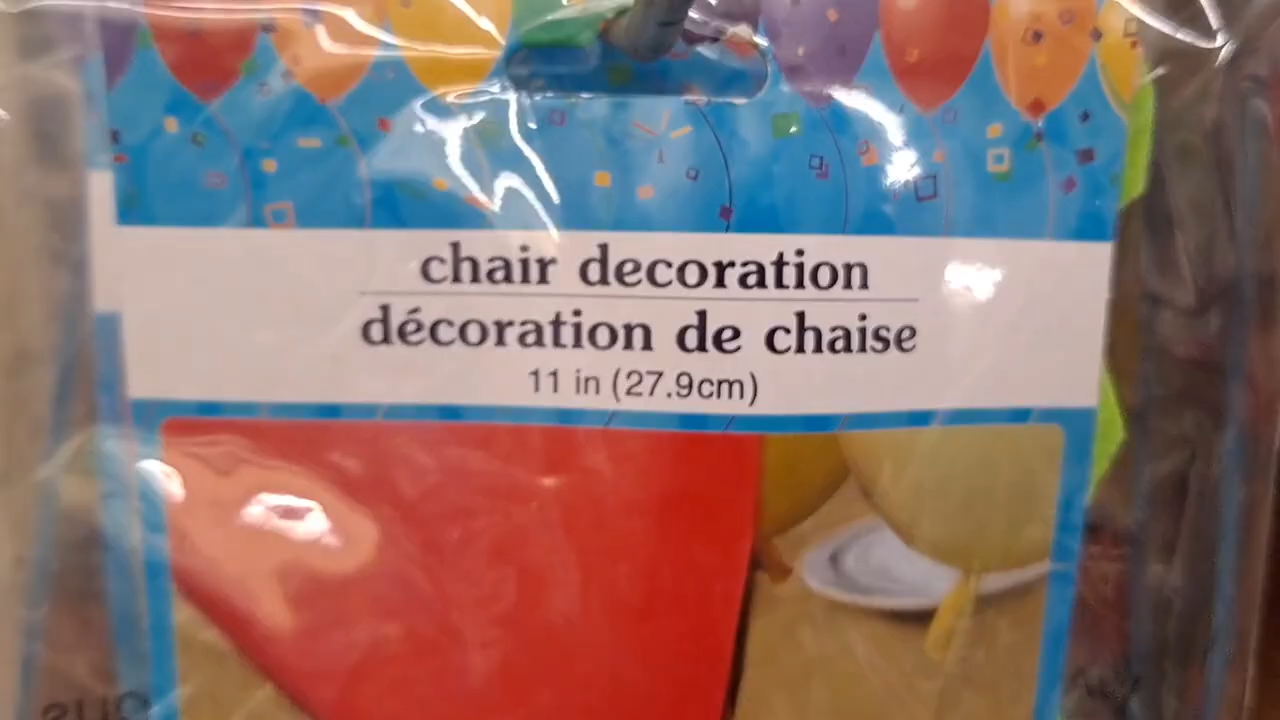 chair decoration
décoration de chaise
11 in (27.9cm)